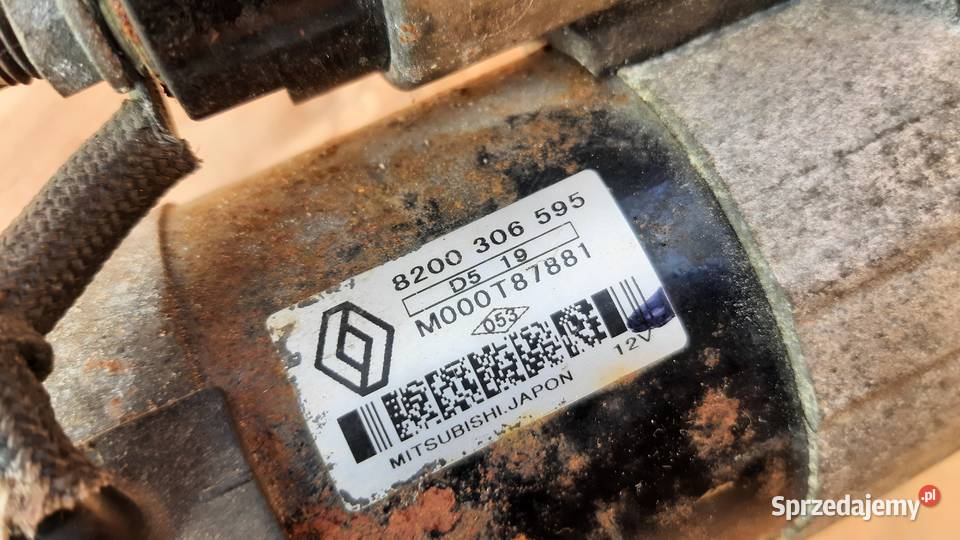 8200 306 595
D5 19
M000T87881
053
12V
MITSUBISHI.JAPON
Sprzedajemy.pl